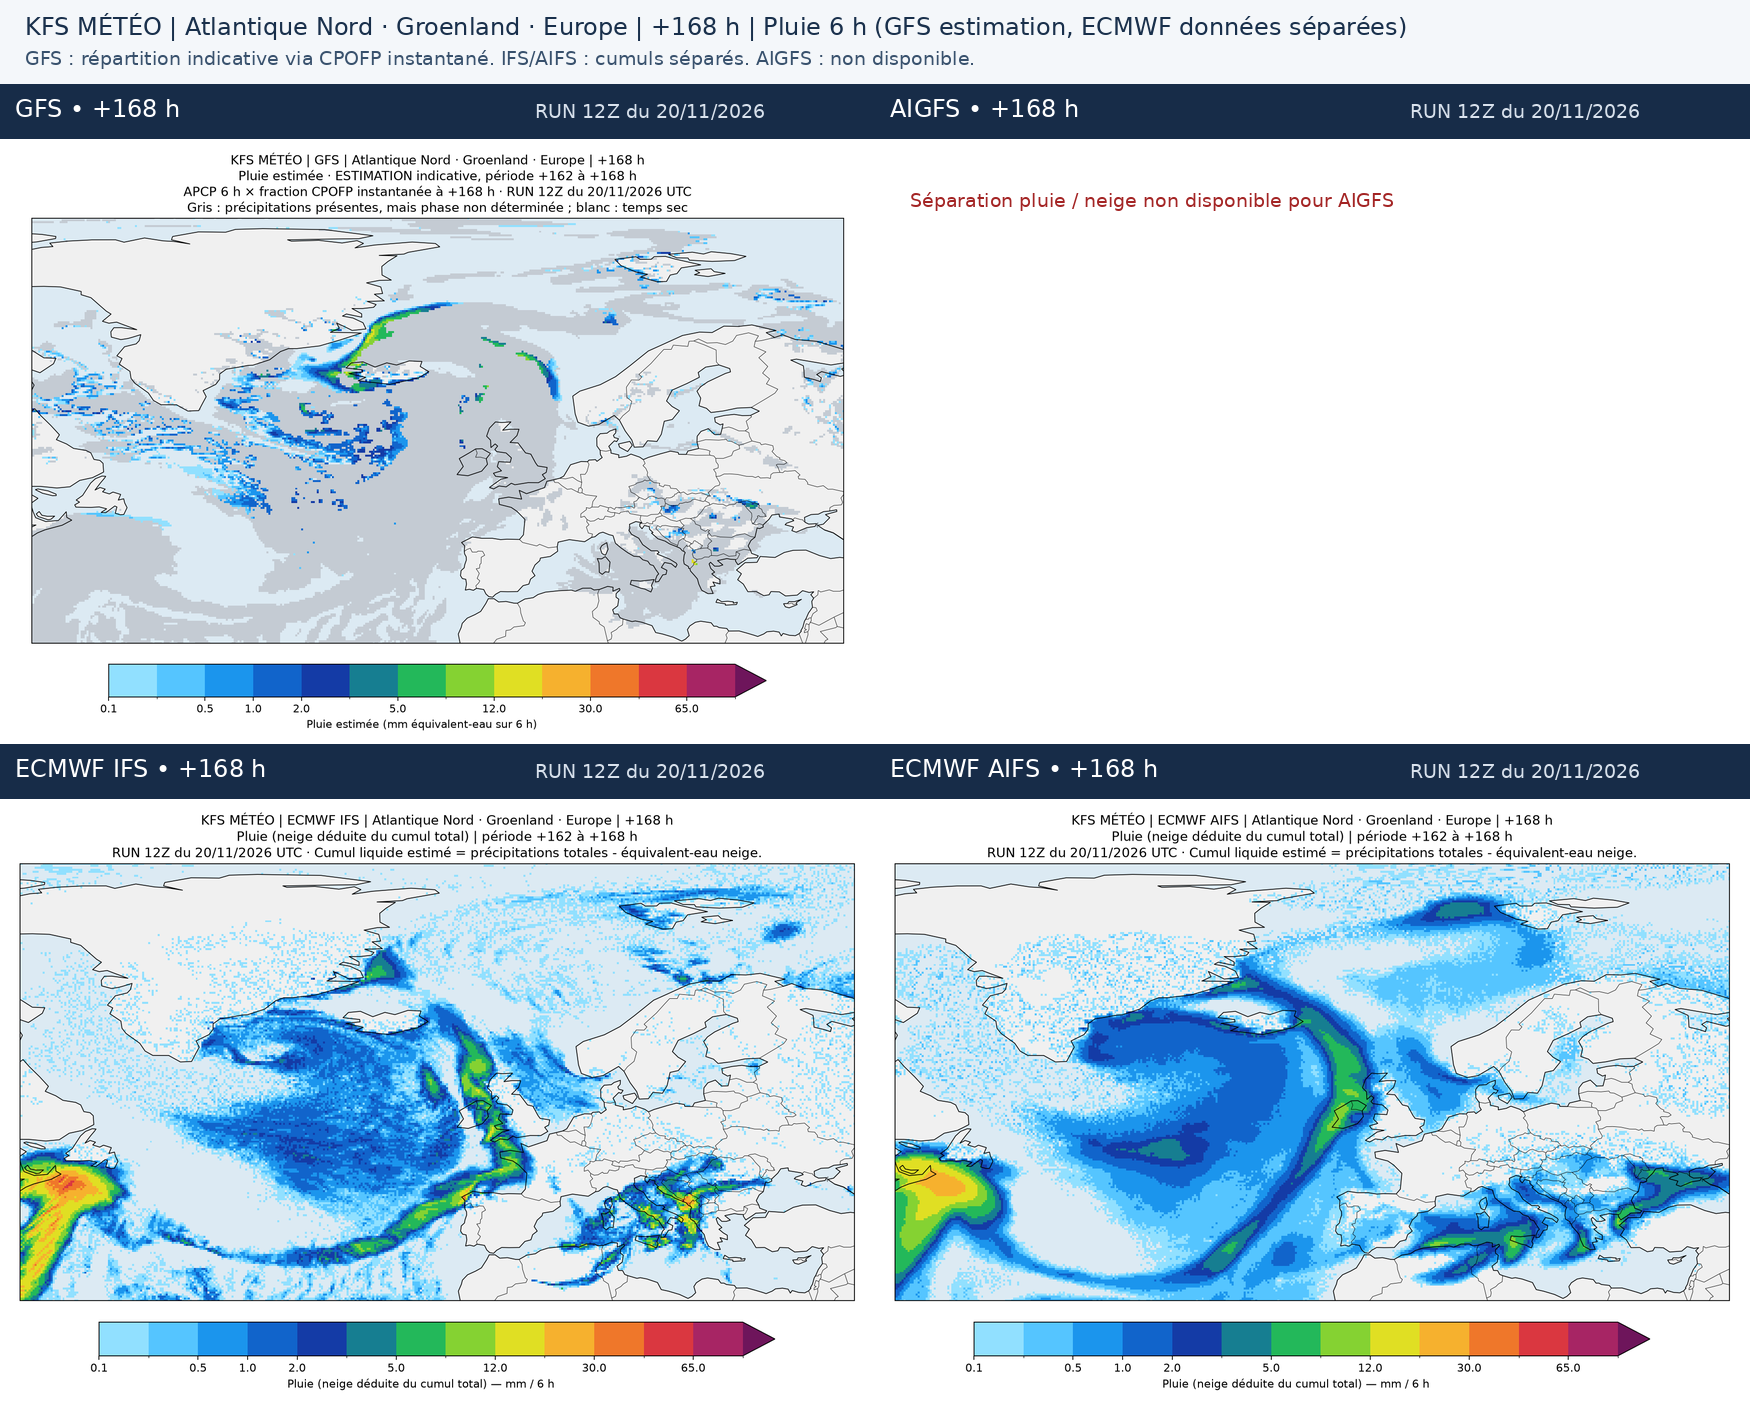 KFS MÉTÉO | Atlantique Nord · Groenland · Europe | +168 h | Pluie 6 h (GFS estimation, ECMWF données séparées)
GFS : répartition indicative via CPOFP instantané. IFS/AIFS : cumuls séparés. AIGFS : non disponible.
GFS • +168 h
RUN 12Z du 20/11/2026
AIGFS • +168 h
RUN 12Z du 20/11/2026
KFS MÉTÉO | GFS | Atlantique Nord · Groenland · Europe | +168 h
Pluie estimée · ESTIMATION indicative, période +162 à +168 h
APCP 6 h × fraction CPOFP instantanée à +168 h · RUN 12Z du 20/11/2026 UTC
Gris : précipitations présentes, mais phase non déterminée ; blanc : temps sec
Séparation pluie / neige non disponible pour AIGFS
0.1 0.5 1.0 2.0 5.0 12.0 30.0 65.0
Pluie estimée (mm équivalent-eau sur 6 h)
ECMWF IFS • +168 h
RUN 12Z du 20/11/2026
ECMWF AIFS • +168 h
RUN 12Z du 20/11/2026
KFS MÉTÉO | ECMWF IFS | Atlantique Nord · Groenland · Europe | +168 h
Pluie (neige déduite du cumul total) | période +162 à +168 h
RUN 12Z du 20/11/2026 UTC · Cumul liquide estimé = précipitations totales - équivalent-eau neige.
0.1 0.5 1.0 2.0 5.0 12.0 30.0 65.0
Pluie (neige déduite du cumul total) — mm / 6 h
KFS MÉTÉO | ECMWF AIFS | Atlantique Nord · Groenland · Europe | +168 h
Pluie (neige déduite du cumul total) | période +162 à +168 h
RUN 12Z du 20/11/2026 UTC · Cumul liquide estimé = précipitations totales - équivalent-eau neige.
0.1 0.5 1.0 2.0 5.0 12.0 30.0 65.0
Pluie (neige déduite du cumul total) — mm / 6 h